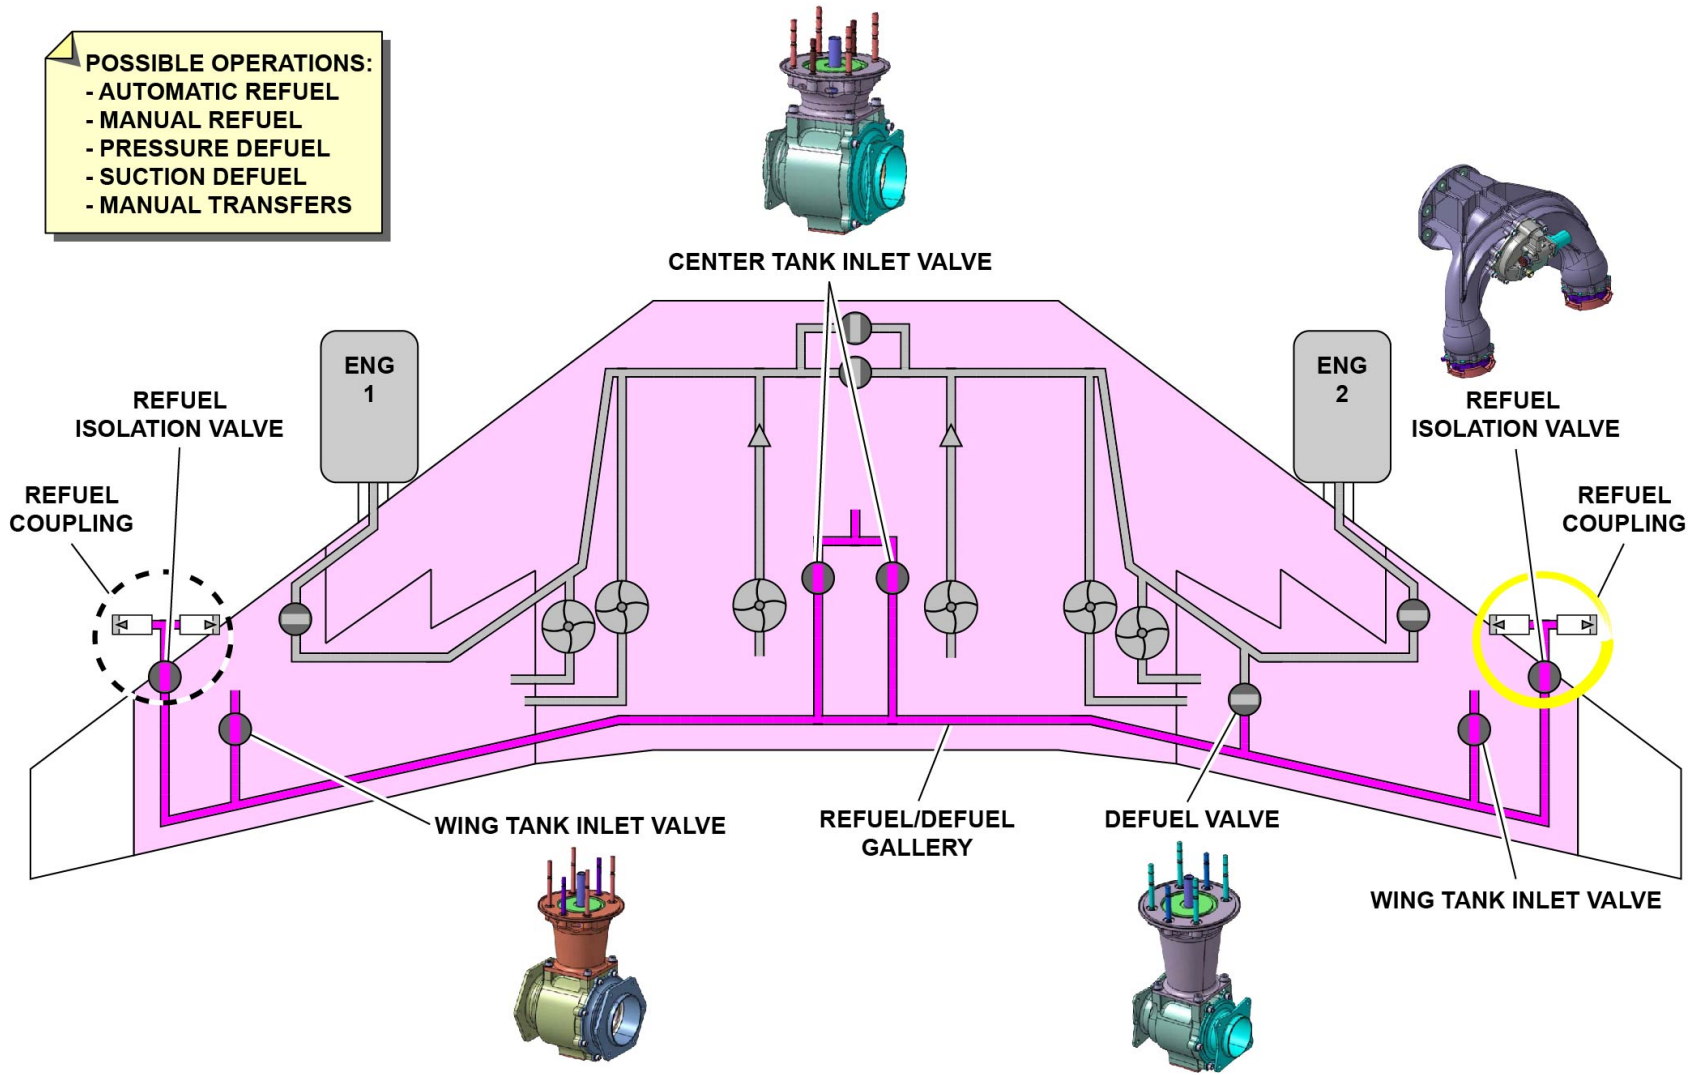 POSSIBLE OPERATIONS:
- AUTOMATIC REFUEL
- MANUAL REFUEL
- PRESSURE DEFUEL
- SUCTION DEFUEL
- MANUAL TRANSFERS
CENTER TANK INLET VALVE
ENG
1
ENG
2
REFUEL
ISOLATION VALVE
REFUEL
ISOLATION VALVE
REFUEL
COUPLING
REFUEL
COUPLING
WING TANK INLET VALVE
REFUEL/DEFUEL
GALLERY
DEFUEL VALVE
WING TANK INLET VALVE